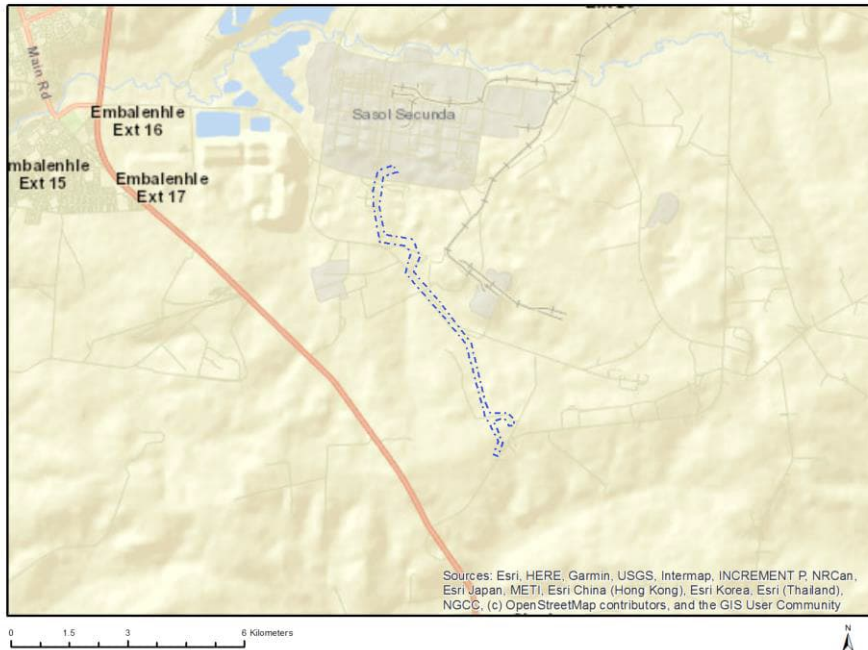 Main Rd
Embalenhle
Ext 16
Sasol Secunda
mbalenhle
Ext 15
Embalenhle
Ext 17
Sources: Esri, HERE, Garmin, USGS, Intermap, INCREMENT P, NRCan,
Esri Japan, METI, Esri China (Hong Kong), Esri Korea, Esri (Thailand),
NGCC, (c) OpenStreetMap contributors, and the GIS User Community
0 1.5 3 6 Kilometers
N